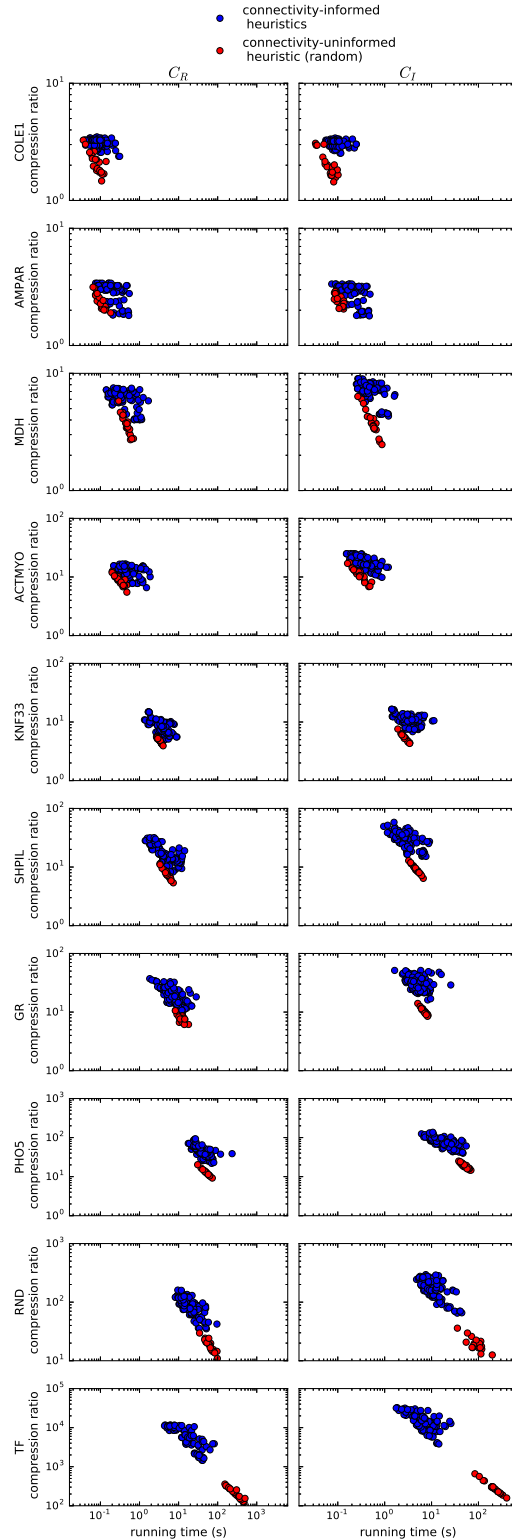 connectivity-informed
heuristics
connectivity-uninformed
heuristic (random)
C_R C_I
COLE1
compression ratio
10^1
10^0
AMPAR
compression ratio
10^1
10^0
MDH
compression ratio
10^1
10^0
ACTMYO
compression ratio
10^2
10^1
10^0
KNF33
compression ratio
10^2
10^1
10^0
SHPIL
compression ratio
10^2
10^1
10^0
GR
compression ratio
10^2
10^1
10^0
PHO5
compression ratio
10^3
10^2
10^1
10^0
RND
compression ratio
10^3
10^2
10^1
TF
compression ratio
10^5
10^4
10^3
10^2
10^-1 10^0 10^1 10^2 10^3 10^-1 10^0 10^1 10^2
running time (s) running time (s)